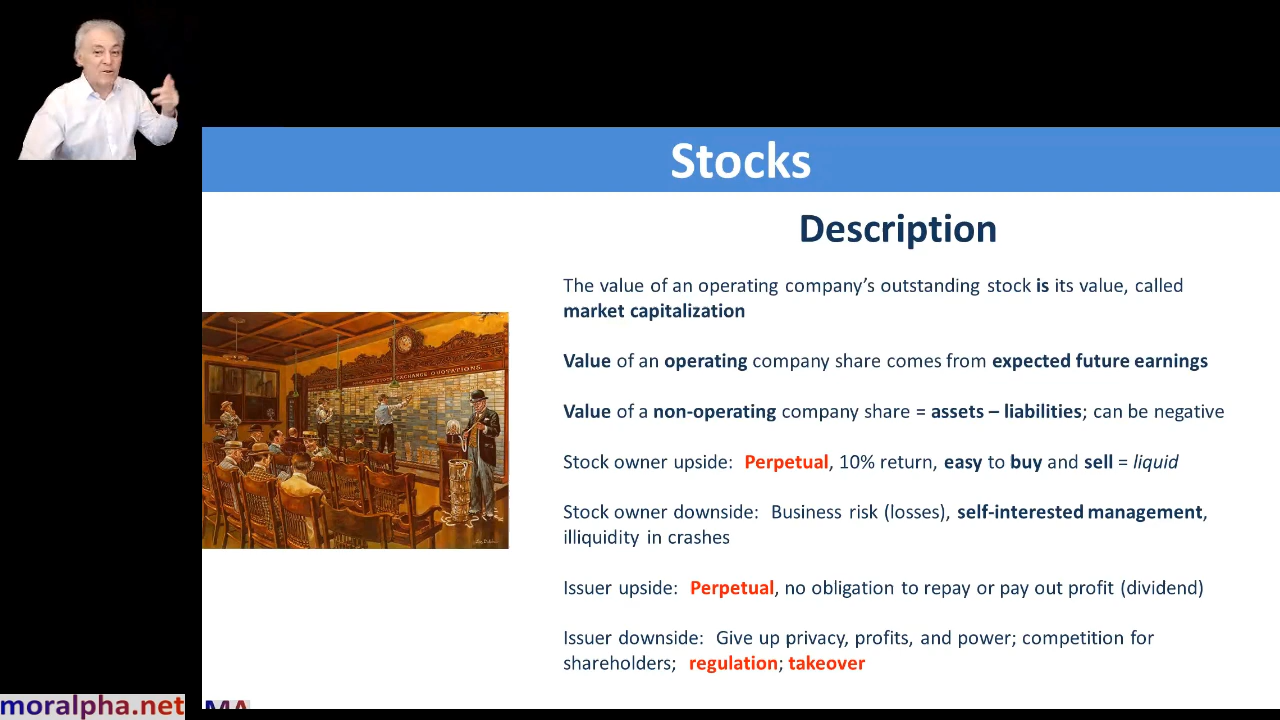 Stocks
Description
The value of an operating company's outstanding stock is its value, called
market capitalization
Value of an operating company share comes from expected future earnings
Value of a non-operating company share = assets – liabilities; can be negative
Stock owner upside: Perpetual, 10% return, easy to buy and sell = liquid
Stock owner downside: Business risk (losses), self-interested management,
illiquidity in crashes
Issuer upside: Perpetual, no obligation to repay or pay out profit (dividend)
Issuer downside: Give up privacy, profits, and power; competition for
shareholders; regulation; takeover
moralpha.net